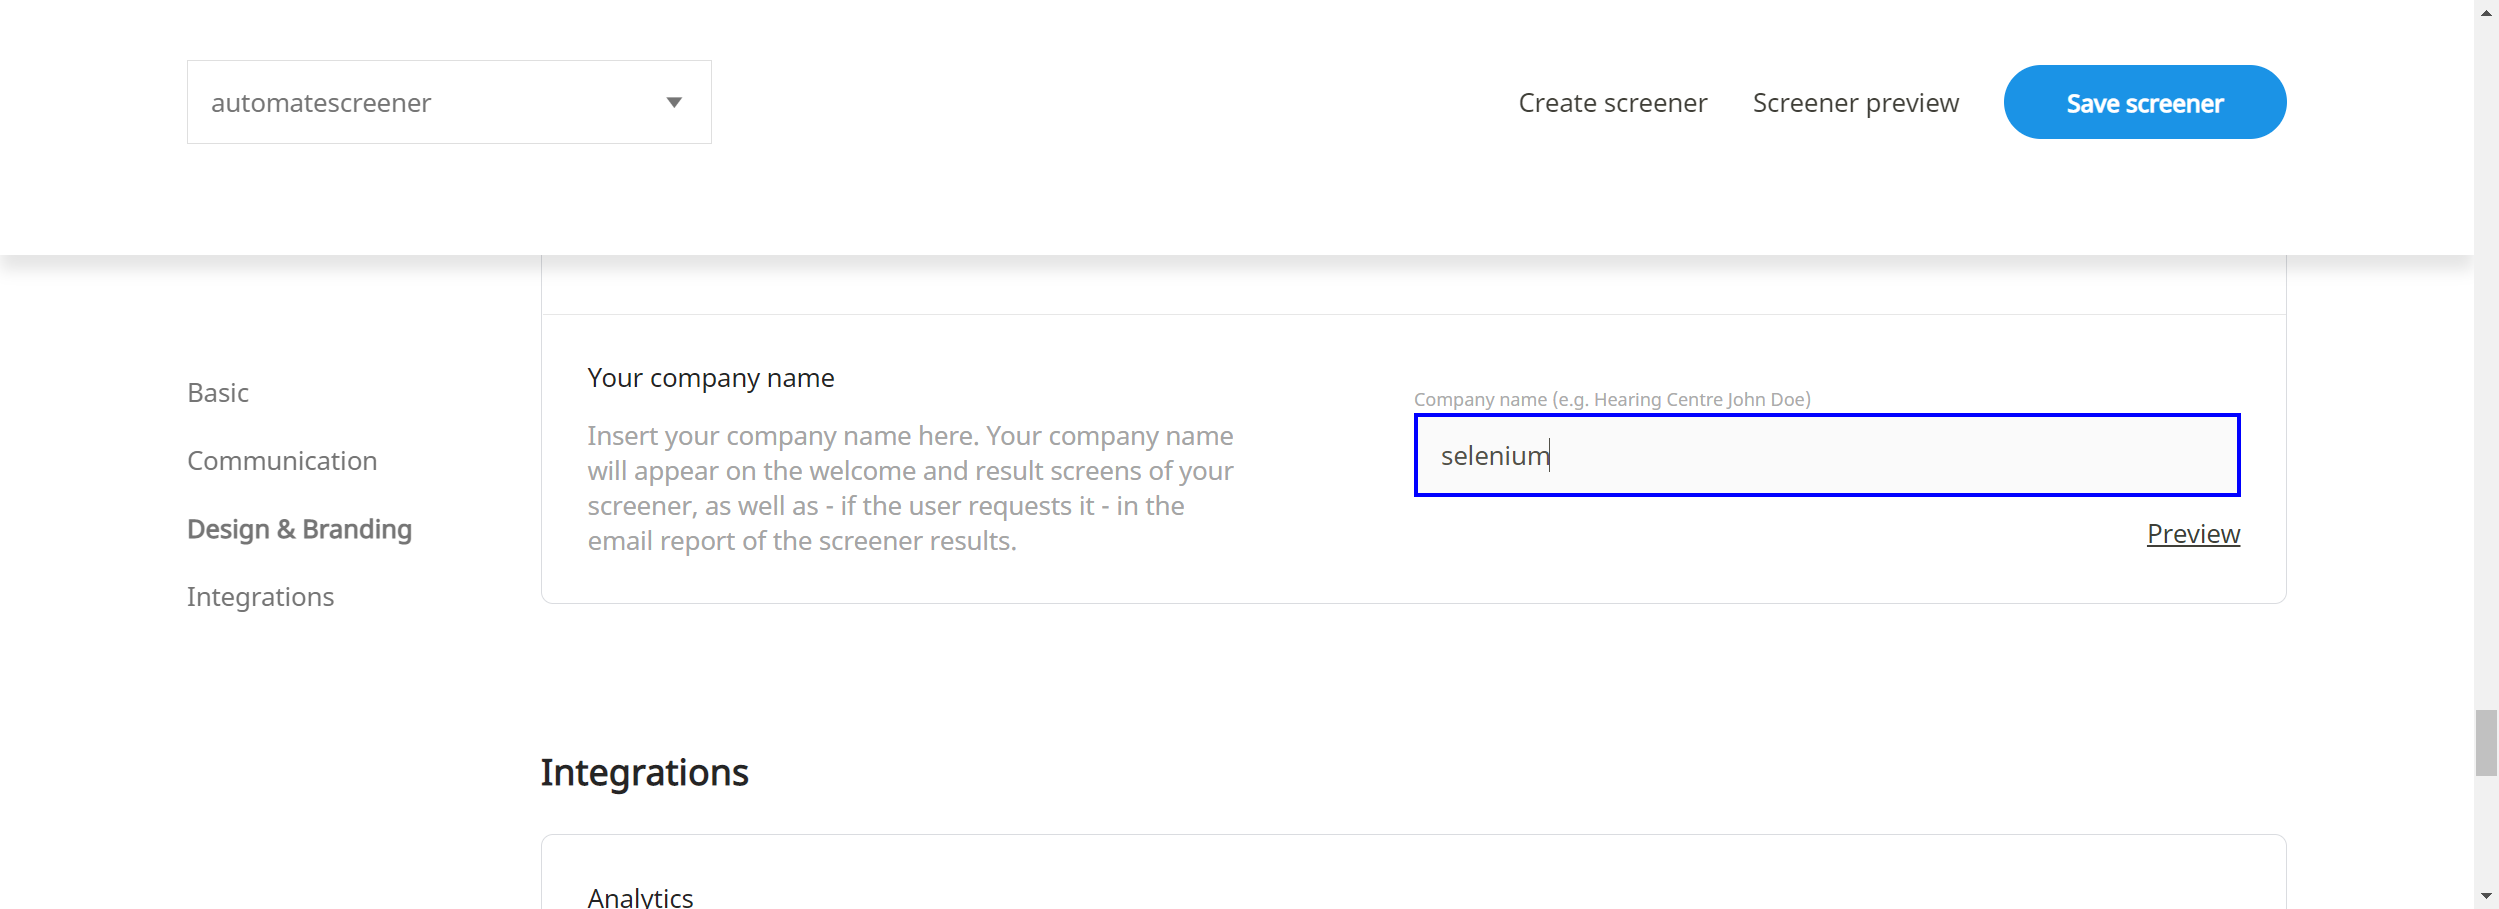 automatescreener
Create screener
Screener preview
Save screener
Basic
Communication
Design & Branding
Integrations
Your company name
Insert your company name here. Your company name
will appear on the welcome and result screens of your
screener, as well as - if the user requests it - in the
email report of the screener results.
Company name (e.g. Hearing Centre John Doe)
selenium
Preview
Integrations
Analytics